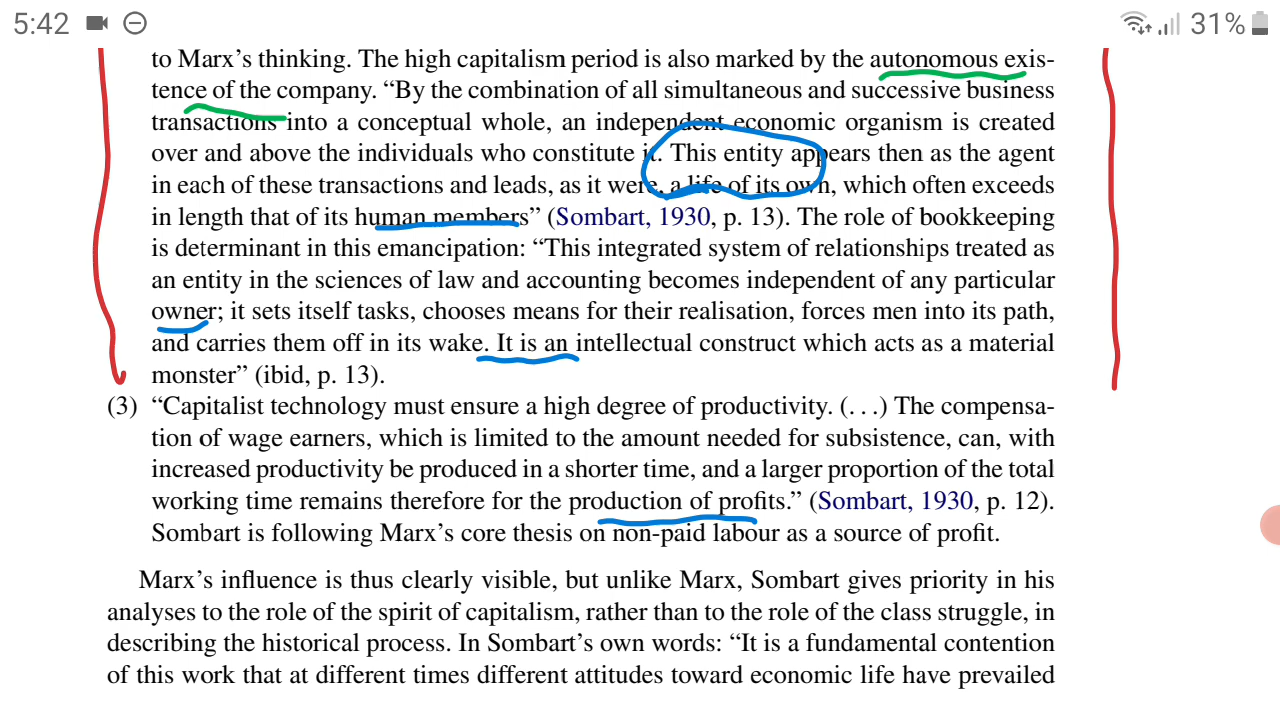 5:42 31%
to Marx's thinking. The high capitalism period is also marked by the autonomous exis-
tence of the company. “By the combination of all simultaneous and successive business
transactions into a conceptual whole, an independent economic organism is created
over and above the individuals who constitute it. This entity appears then as the agent
in each of these transactions and leads, as it were, a life of its own, which often exceeds
in length that of its human members” (Sombart, 1930, p. 13). The role of bookkeeping
is determinant in this emancipation: “This integrated system of relationships treated as
an entity in the sciences of law and accounting becomes independent of any particular
owner; it sets itself tasks, chooses means for their realisation, forces men into its path,
and carries them off in its wake. It is an intellectual construct which acts as a material
monster” (ibid, p. 13).
(3) “Capitalist technology must ensure a high degree of productivity. (...) The compensa-
tion of wage earners, which is limited to the amount needed for subsistence, can, with
increased productivity be produced in a shorter time, and a larger proportion of the total
working time remains therefore for the production of profits.” (Sombart, 1930, p. 12).
Sombart is following Marx's core thesis on non-paid labour as a source of profit.
Marx's influence is thus clearly visible, but unlike Marx, Sombart gives priority in his
analyses to the role of the spirit of capitalism, rather than to the role of the class struggle, in
describing the historical process. In Sombart's own words: “It is a fundamental contention
of this work that at different times different attitudes toward economic life have prevailed